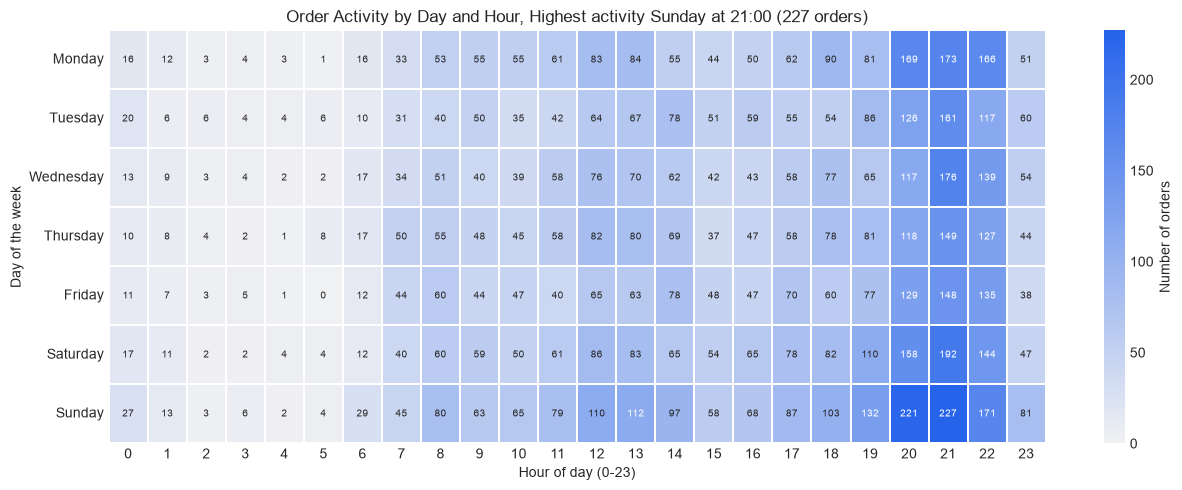 Order Activity by Day and Hour, Highest activity Sunday at 21:00 (227 orders)
Day of the week
Monday 16 12 3 4 3 1 16 33 53 55 55 61 83 84 55 44 50 62 90 81 169 173 166 51
Tuesday 20 6 6 4 4 6 10 31 40 50 35 42 64 67 78 51 59 55 54 86 126 161 117 60
Wednesday 13 9 3 4 2 2 17 34 51 40 39 58 76 70 62 42 43 58 77 65 117 176 139 54
Thursday 10 8 4 2 1 8 17 50 55 48 45 58 82 80 69 37 47 58 78 81 118 149 127 44
Friday 11 7 3 5 1 0 12 44 60 44 47 40 65 63 78 48 47 70 60 77 129 148 135 38
Saturday 17 11 2 2 4 4 12 40 60 59 50 61 86 83 65 54 65 78 82 110 158 192 144 47
Sunday 27 13 3 6 2 4 29 45 80 63 65 79 110 112 97 58 68 87 103 132 221 227 171 81
0 1 2 3 4 5 6 7 8 9 10 11 12 13 14 15 16 17 18 19 20 21 22 23
Hour of day (0-23)
200
150
100
50
0
Number of orders